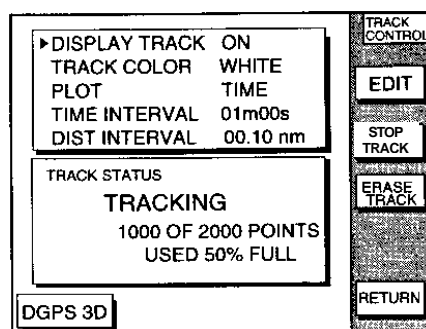 ▶DISPLAY TRACK ON
TRACK COLOR WHITE
PLOT TIME
TIME INTERVAL 01m00s
DIST INTERVAL 00.10 nm
TRACK STATUS
TRACKING
1000 OF 2000 POINTS
USED 50% FULL
DGPS 3D
TRACK
CONTROL
EDIT
STOP
TRACK
ERASE
TRACK
RETURN